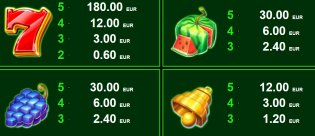 5 180.00 EUR
4 12.00 EUR
3 3.00 EUR
2 0.60 EUR
5 30.00 EUR
4 6.00 EUR
3 2.40 EUR
5 30.00 EUR
4 6.00 EUR
3 2.40 EUR
5 12.00 EUR
4 3.00 EUR
3 1.20 EUR